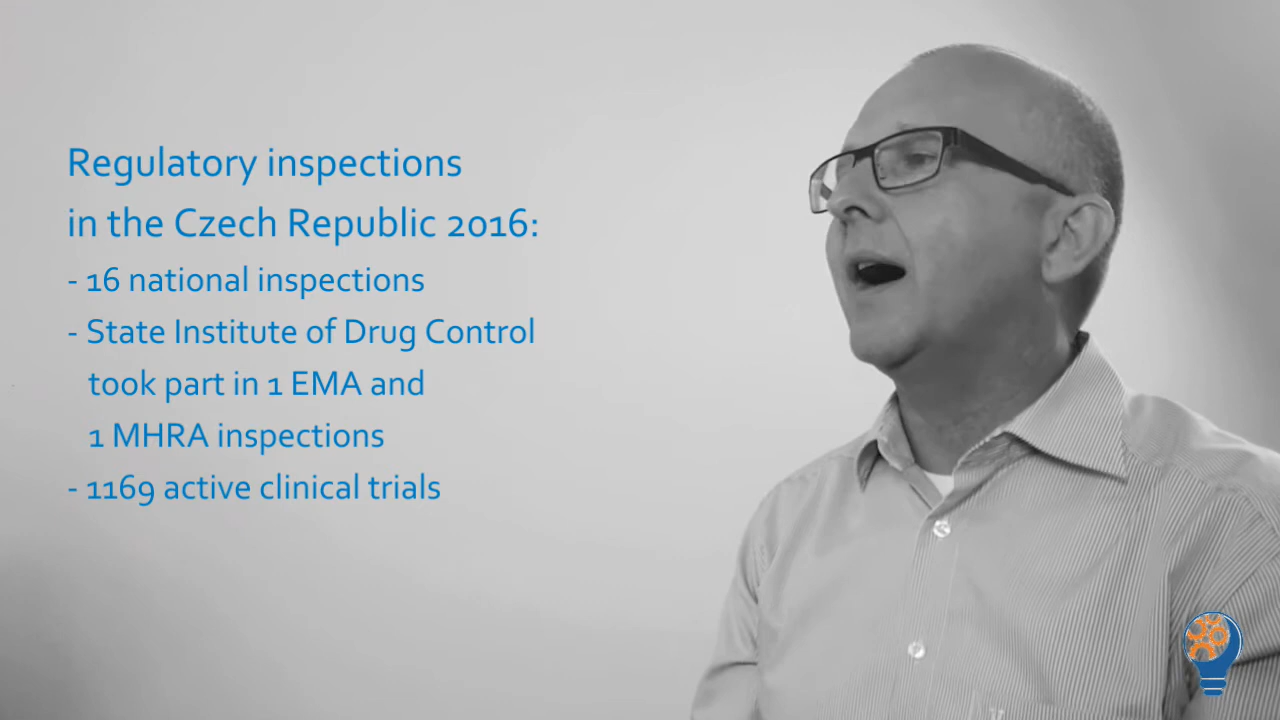 Regulatory inspections
in the Czech Republic 2016:
- 16 national inspections
- State Institute of Drug Control
took part in 1 EMA and
1 MHRA inspections
- 1169 active clinical trials